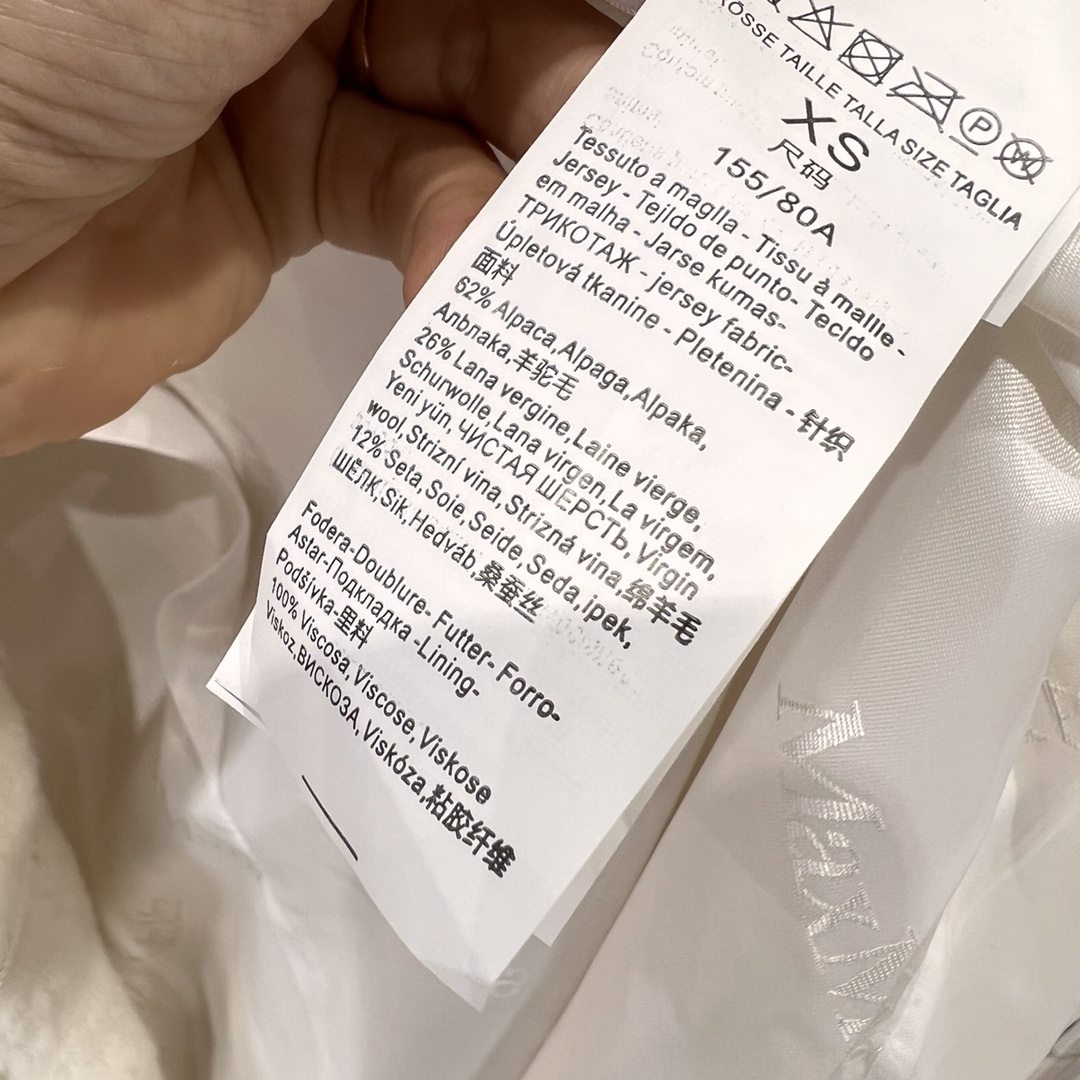 P
W
GRÖSSE TAILLE TALLA SIZE TAGLIA
XS
尺码
155/80A
Tessuto a maglia - Tissu à maille -
Jersey - Tejido de punto- Tecido
em malha - Jarse kumas-
ТРИКОТАЖ - jersey fabric-
Úpletová tkanine - Pletenina - 针织
面料
62% Alpaca,Alpaga,Alpaka,
Албпака,羊驼毛
26% Lana vergine,Laine vierge,
Schurwolle,Lana virgen,La virgem,
Yeni yün,ЧИСТАЯ ШЕРСТЬ,Virgin
wool,Strizní vina,Strizná vina,绵羊毛
12%Seta,Soie,Seide,Seda,ipek,
ШЁЛК,Sik,Hedváb,桑蚕丝
Fodera-Doublure- Futter- Forro-
Astar-Подкладка -Lining-
Podšívka-里料
100% Viscosa,Viscose,Viskose
Viskoz,ВИСКОЗА,Viskóza,粘胶纤维
MaxM